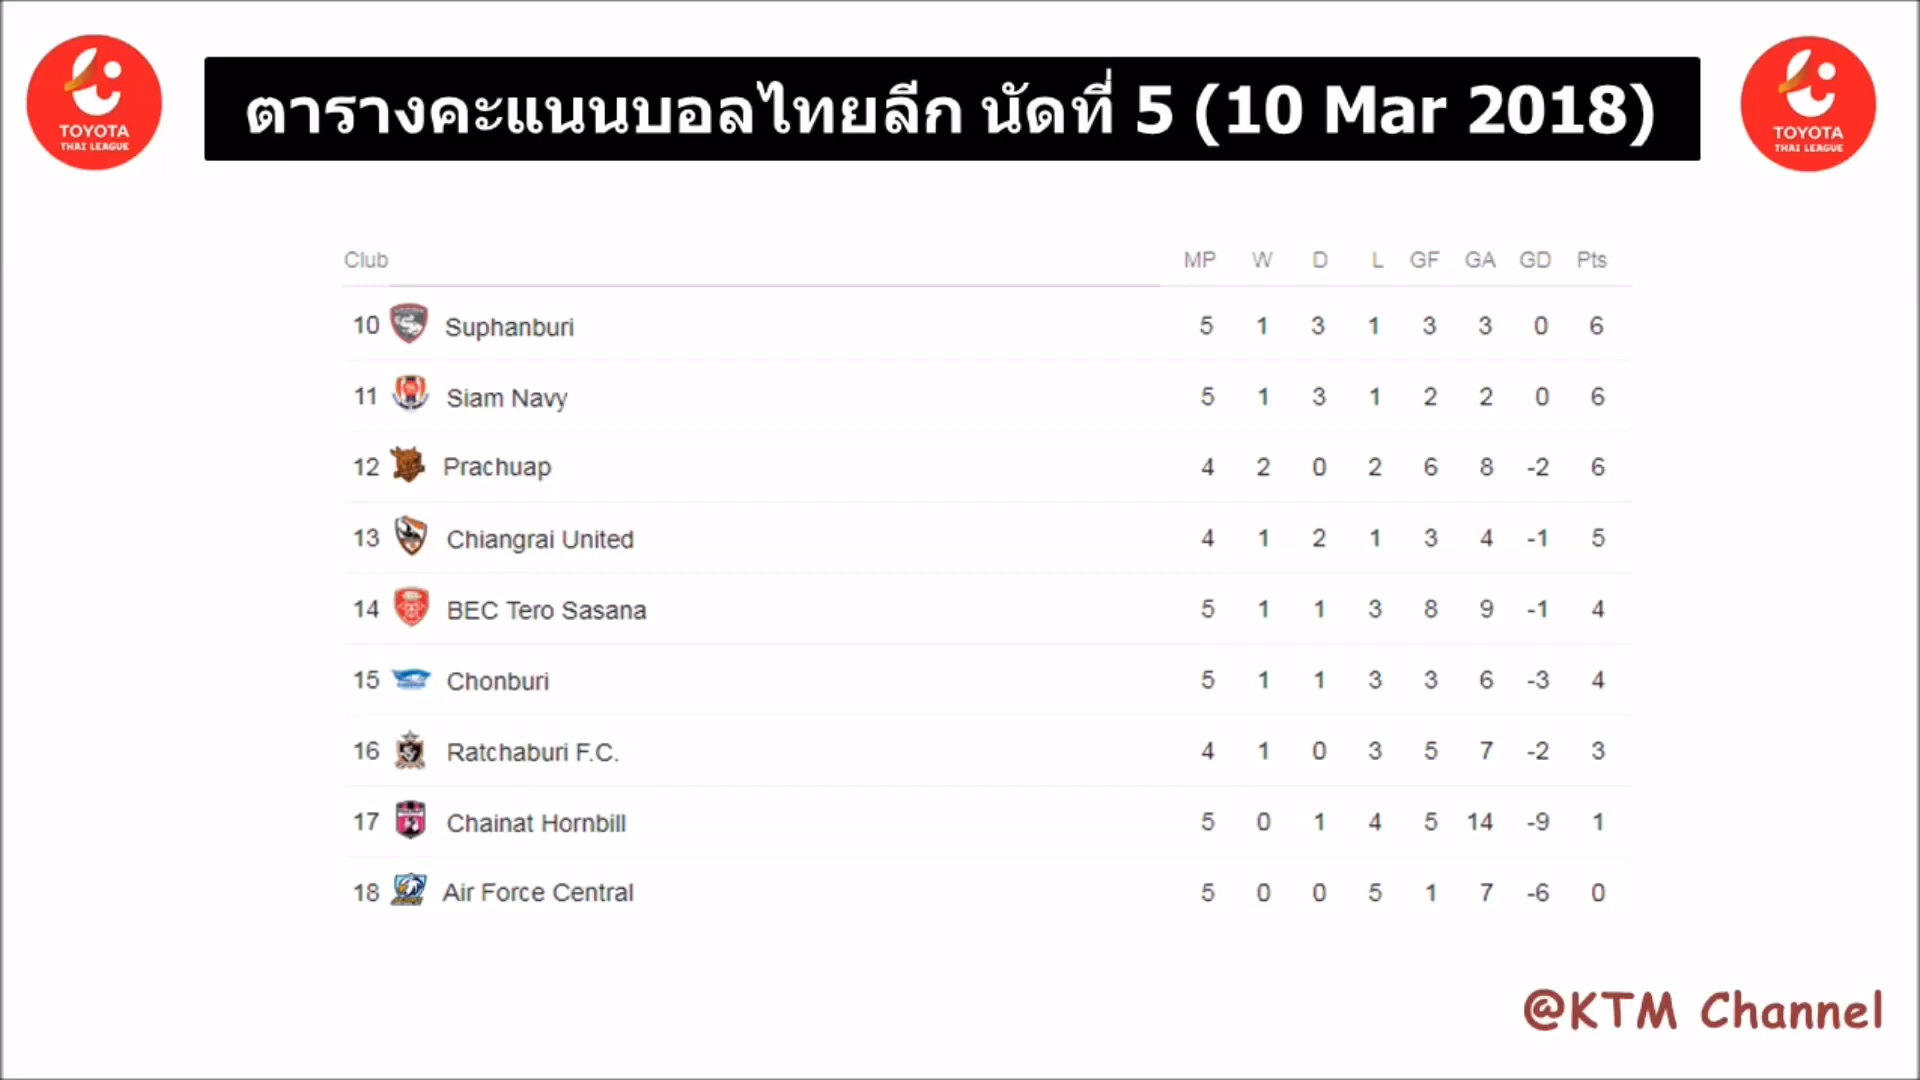 TOYOTA
THAI LEAGUE
ตารางคะแนนบอลไทยลีก นัดที่ 5 (10 Mar 2018)
TOYOTA
THAI LEAGUE
Club MP W D L GF GA GD Pts
10 Suphanburi 5 1 3 1 3 3 0 6
11 Siam Navy 5 1 3 1 2 2 0 6
12 Prachuap 4 2 0 2 6 8 -2 6
13 Chiangrai United 4 1 2 1 3 4 -1 5
14 BEC Tero Sasana 5 1 1 3 8 9 -1 4
15 Chonburi 5 1 1 3 3 6 -3 4
16 Ratchaburi F.C. 4 1 0 3 5 7 -2 3
17 Chainat Hornbill 5 0 1 4 5 14 -9 1
18 Air Force Central 5 0 0 5 1 7 -6 0
@KTM Channel